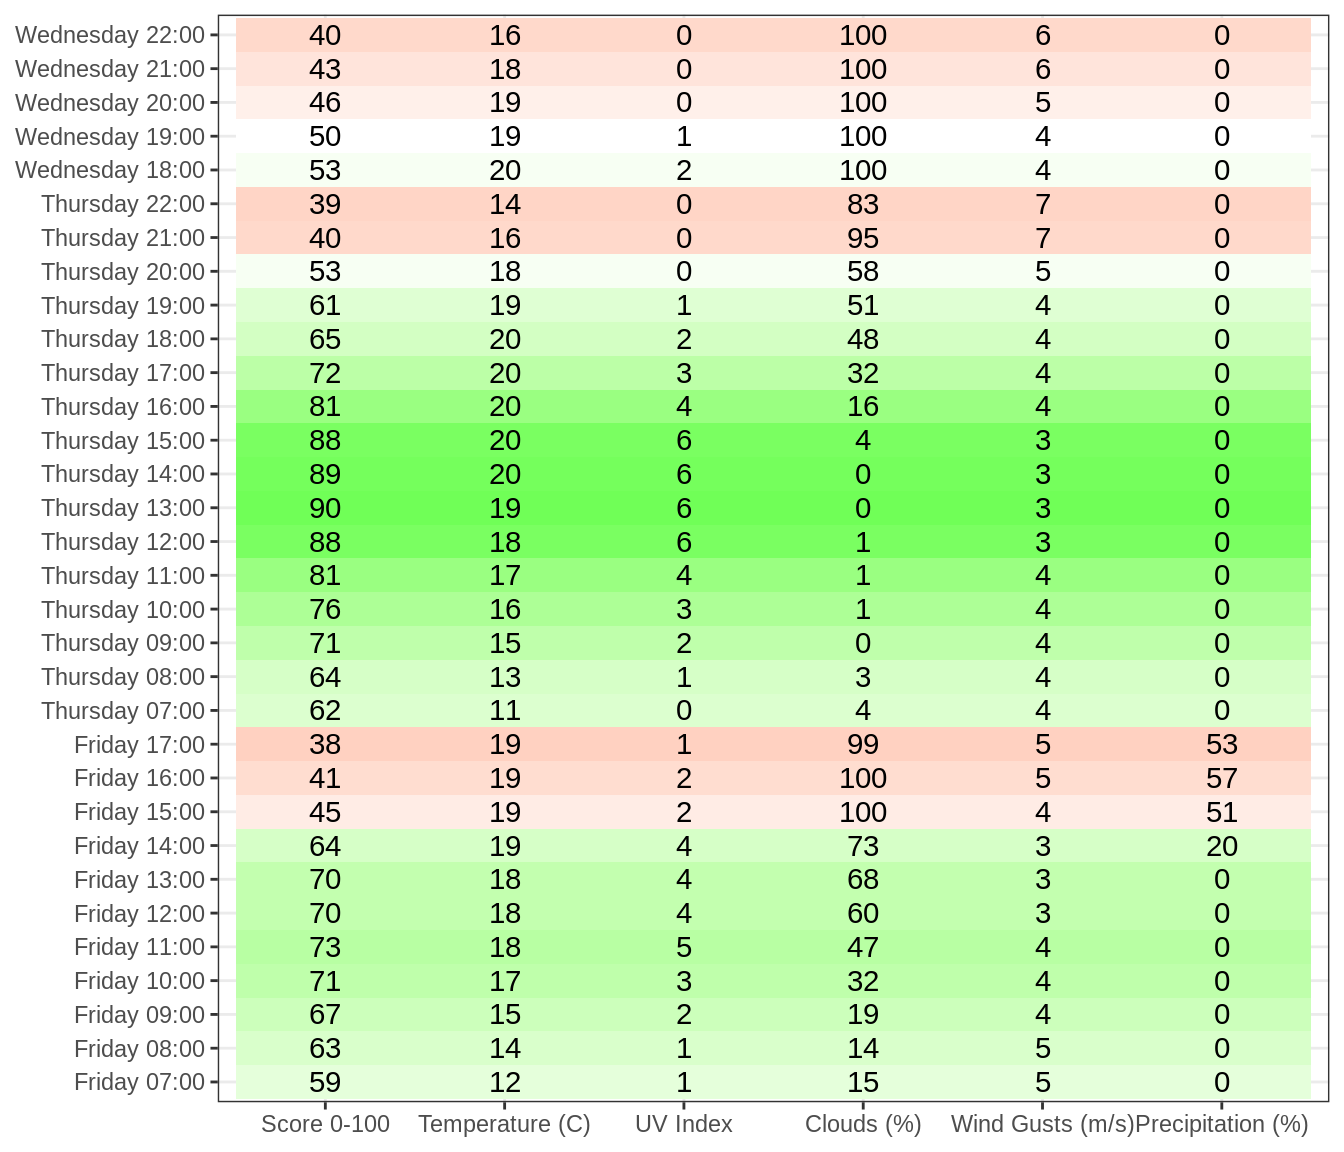 Wednesday 22:00 40 16 0 100 6 0
Wednesday 21:00 43 18 0 100 6 0
Wednesday 20:00 46 19 0 100 5 0
Wednesday 19:00 50 19 1 100 4 0
Wednesday 18:00 53 20 2 100 4 0
Thursday 22:00 39 14 0 83 7 0
Thursday 21:00 40 16 0 95 7 0
Thursday 20:00 53 18 0 58 5 0
Thursday 19:00 61 19 1 51 4 0
Thursday 18:00 65 20 2 48 4 0
Thursday 17:00 72 20 3 32 4 0
Thursday 16:00 81 20 4 16 4 0
Thursday 15:00 88 20 6 4 3 0
Thursday 14:00 89 20 6 0 3 0
Thursday 13:00 90 19 6 0 3 0
Thursday 12:00 88 18 6 1 3 0
Thursday 11:00 81 17 4 1 4 0
Thursday 10:00 76 16 3 1 4 0
Thursday 09:00 71 15 2 0 4 0
Thursday 08:00 64 13 1 3 4 0
Thursday 07:00 62 11 0 4 4 0
Friday 17:00 38 19 1 99 5 53
Friday 16:00 41 19 2 100 5 57
Friday 15:00 45 19 2 100 4 51
Friday 14:00 64 19 4 73 3 20
Friday 13:00 70 18 4 68 3 0
Friday 12:00 70 18 4 60 3 0
Friday 11:00 73 18 5 47 4 0
Friday 10:00 71 17 3 32 4 0
Friday 09:00 67 15 2 19 4 0
Friday 08:00 63 14 1 14 5 0
Friday 07:00 59 12 1 15 5 0
Score 0-100 Temperature (C) UV Index Clouds (%) Wind Gusts (m/s) Precipitation (%)